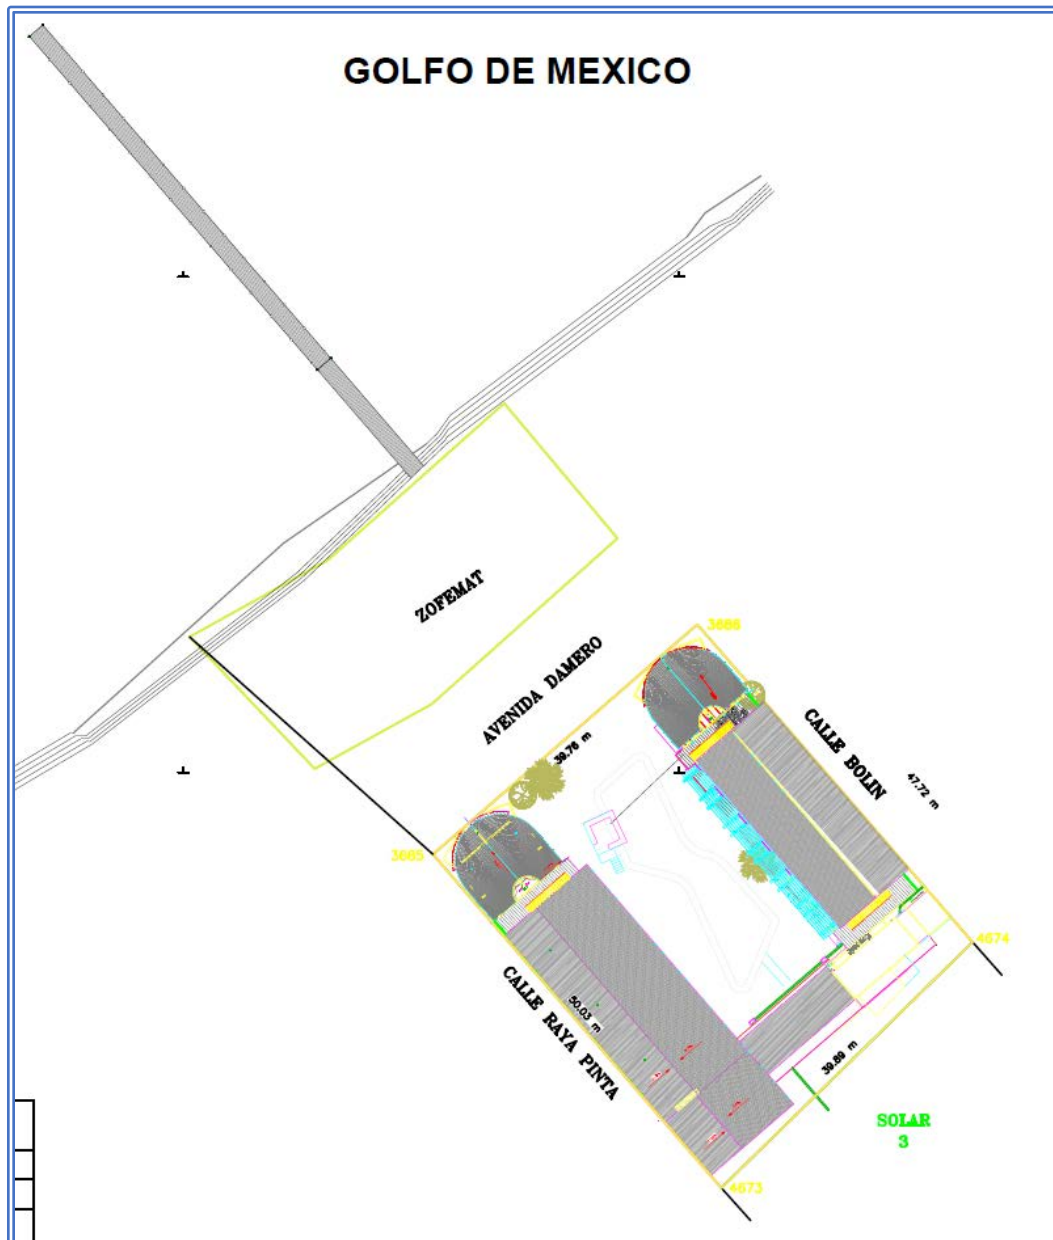 GOLFO DE MEXICO
ZOFEMAT
3666
AVENIDA DAMERO
39.76 m
CALLE BOLIN
47.72 m
3665
4674
CALLE RAYA PINTA
50.03 m
39.89 m
SOLAR
3
4673